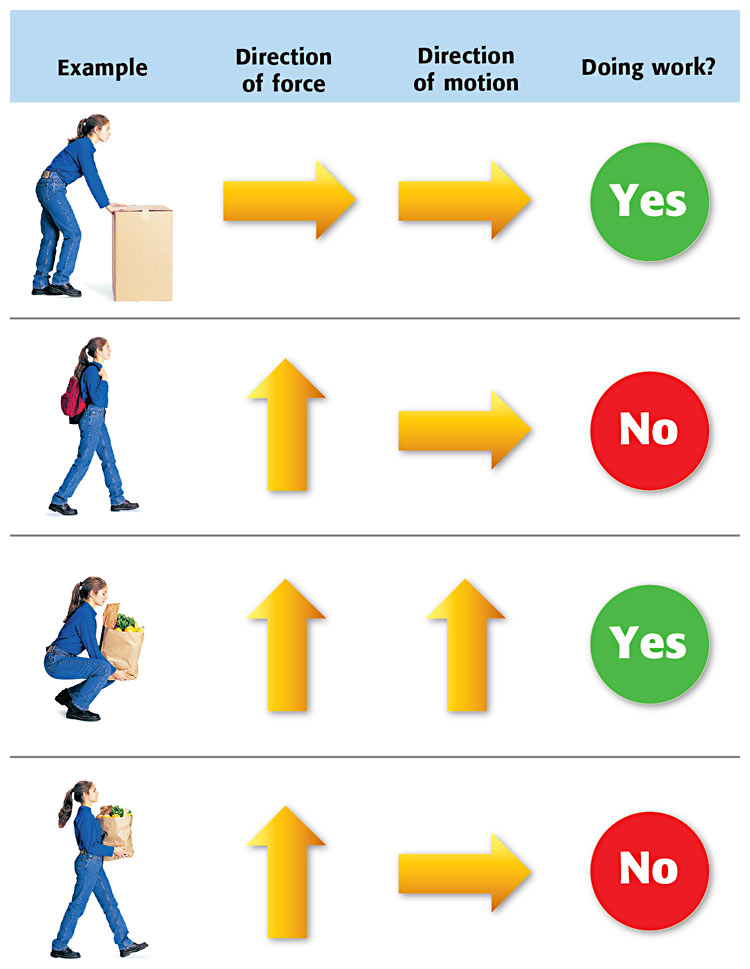 Example
Direction
of force
Direction
of motion
Doing work?
Yes
No
Yes
No